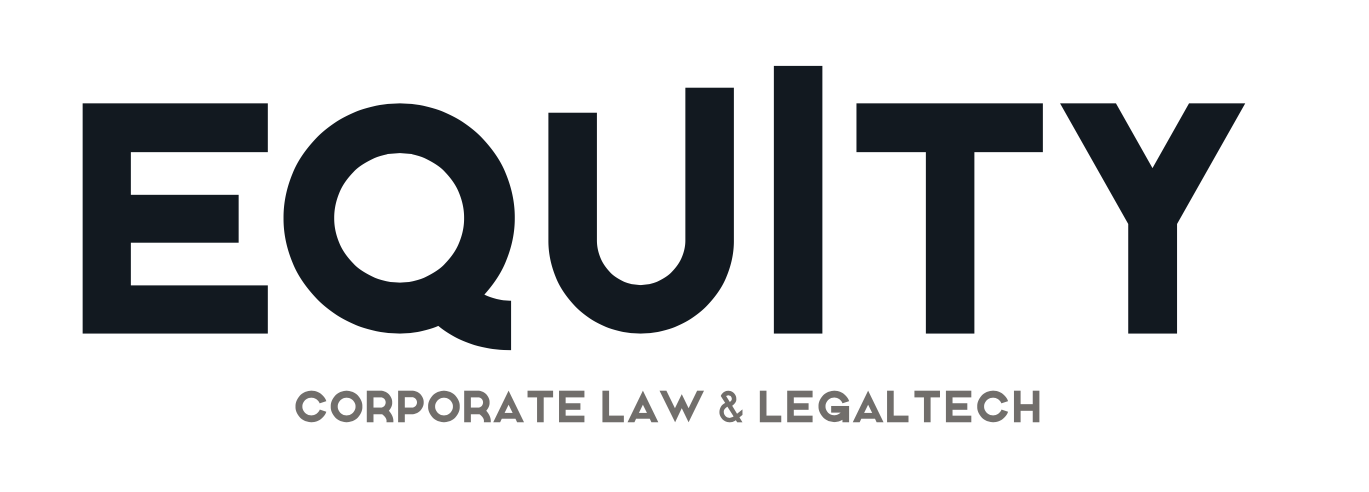 EQUITY
CORPORATE LAW & LEGALTECH